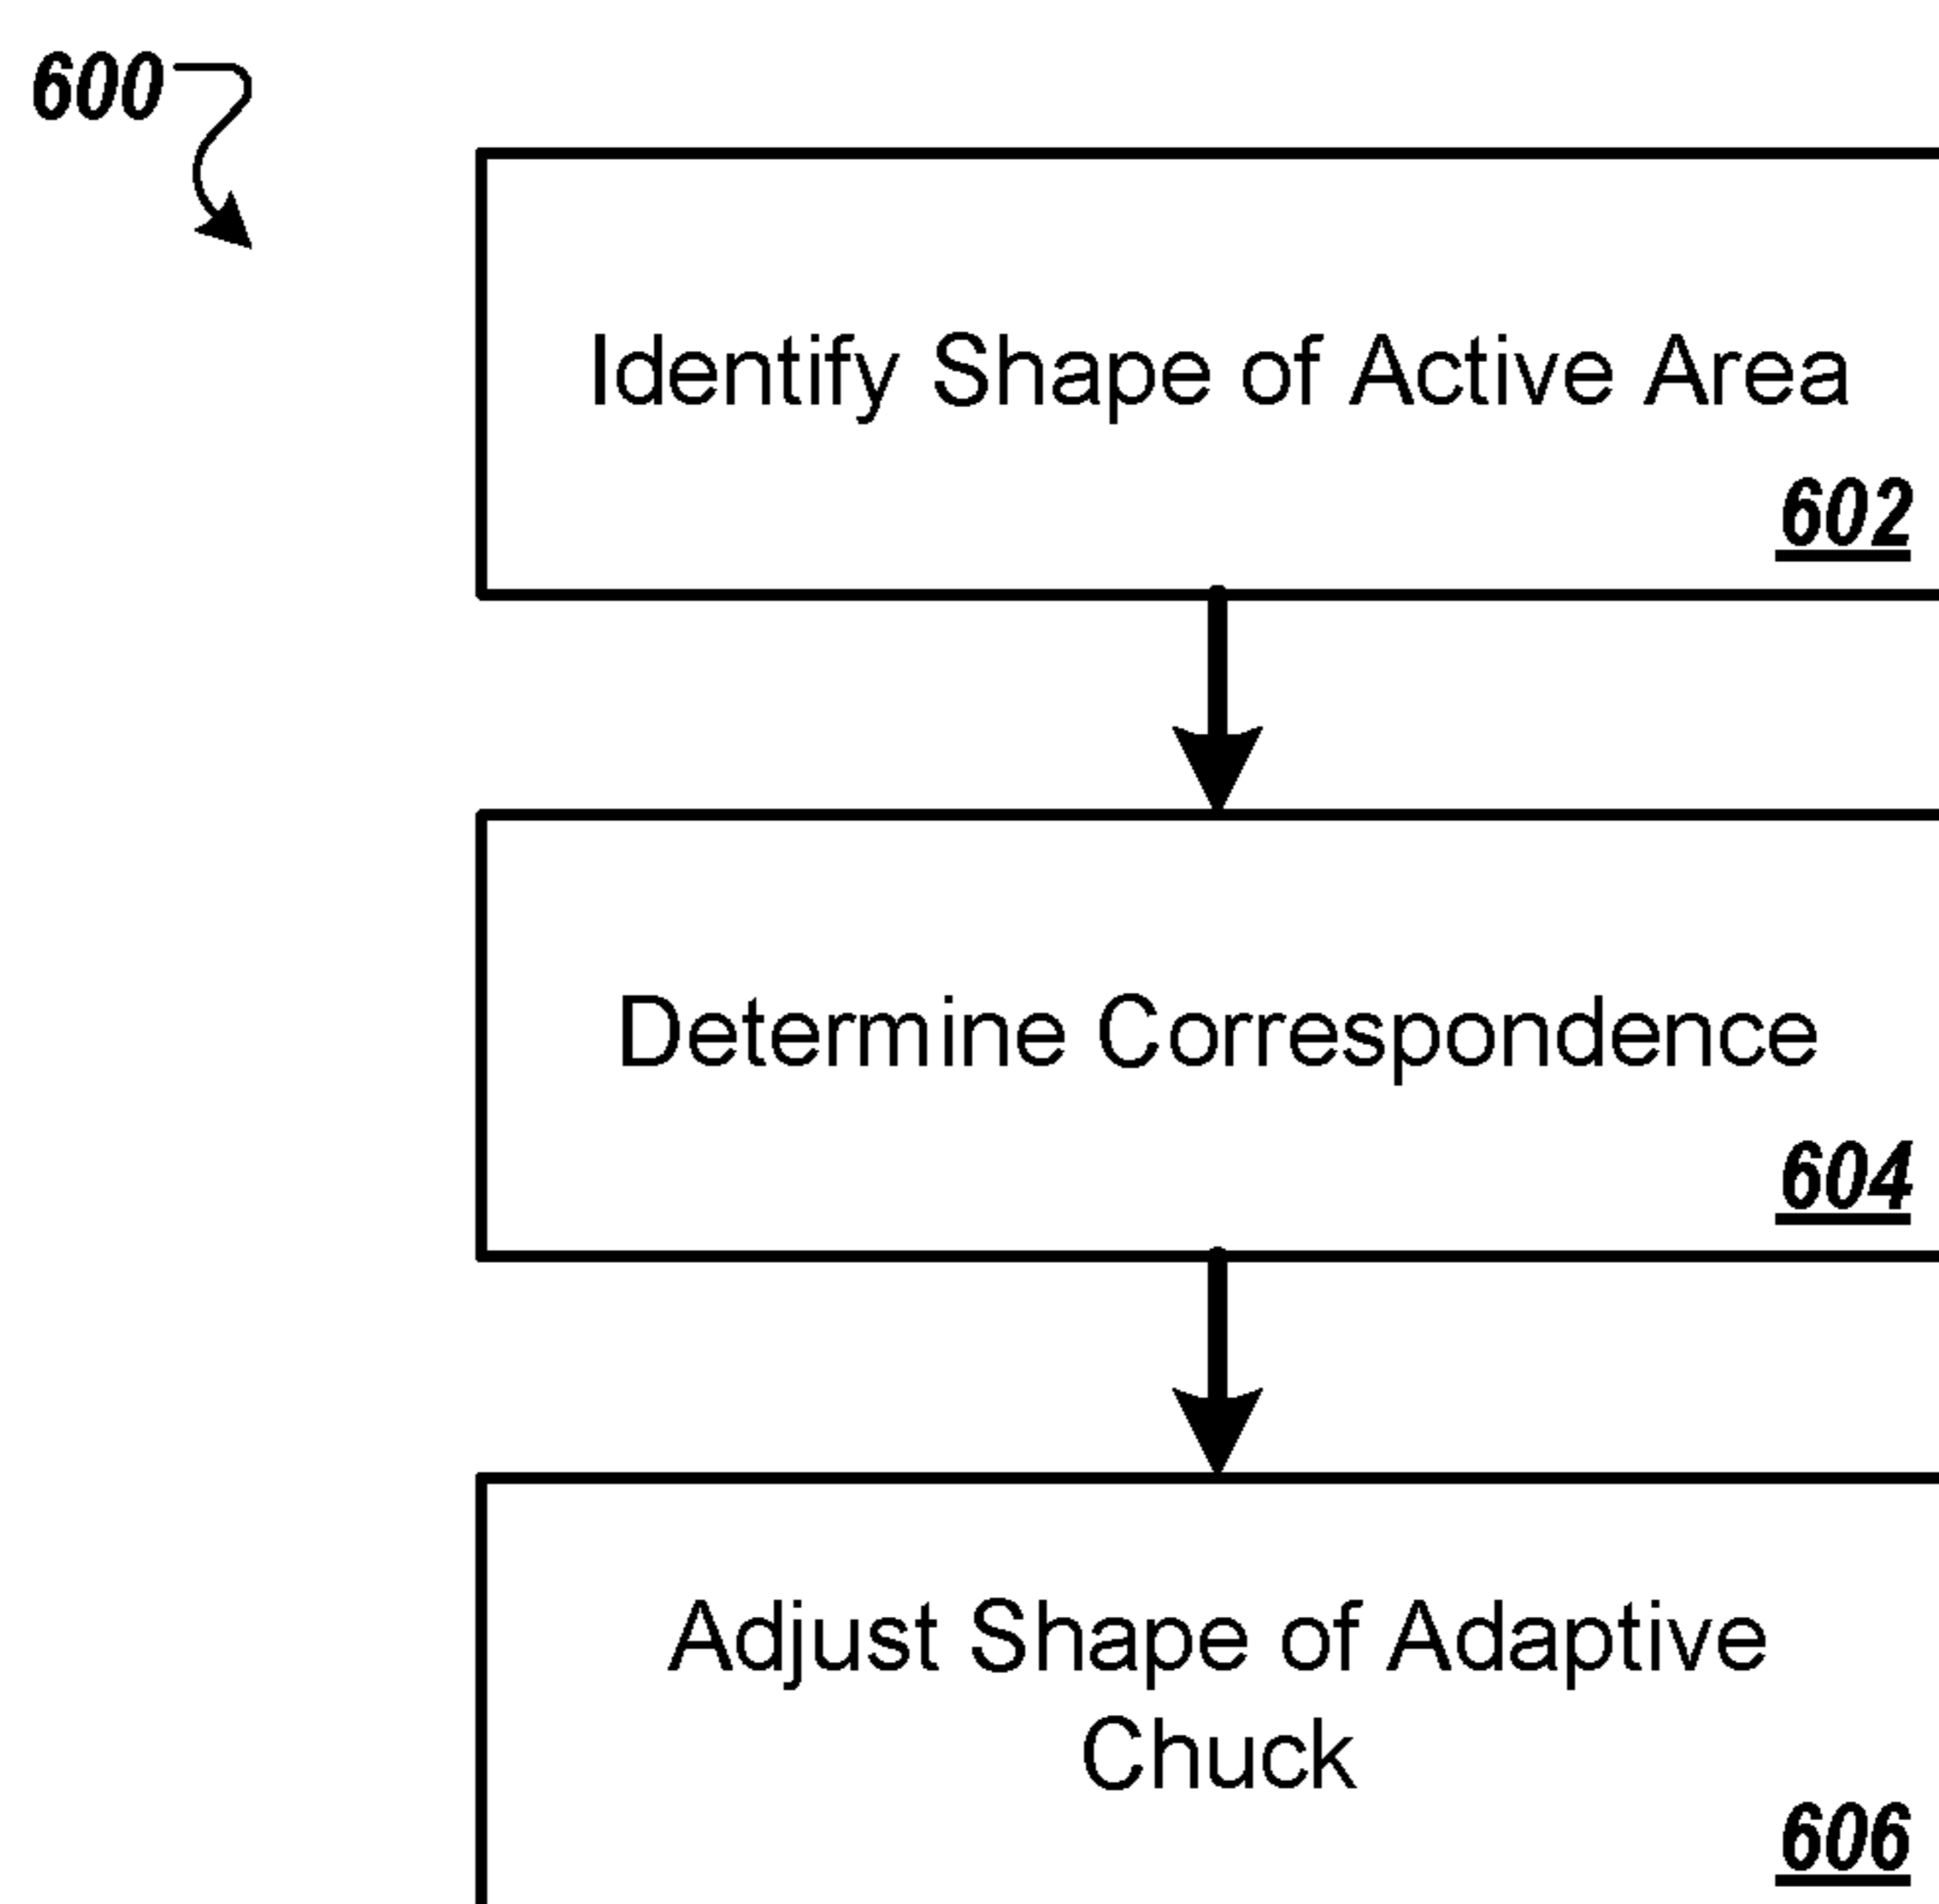 600
Identify Shape of Active Area
602
Determine Correspondence
604
Adjust Shape of Adaptive
Chuck
606